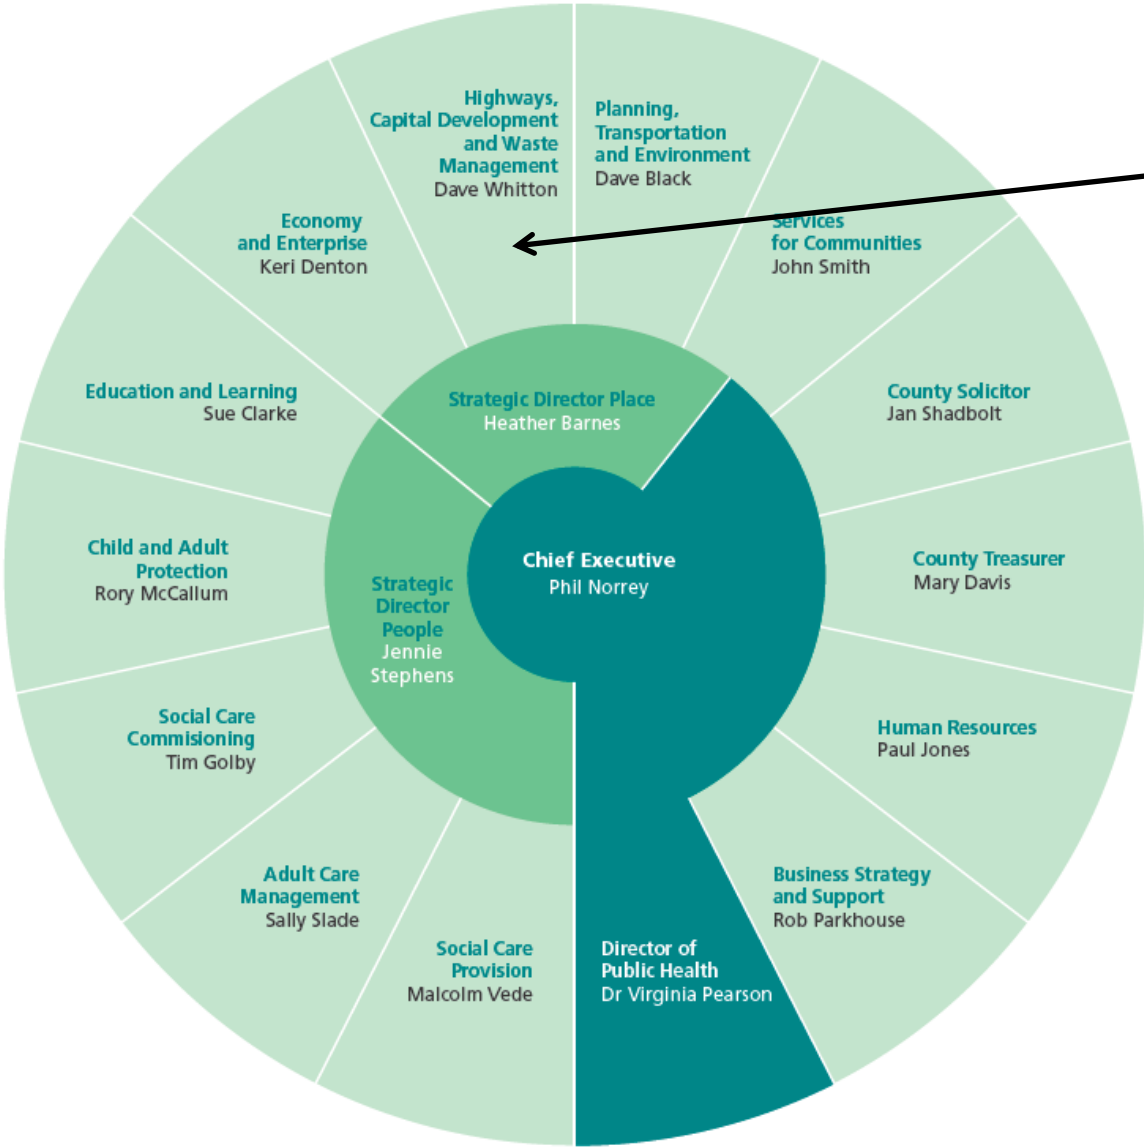 Highways,
Capital Development
and Waste
Management
Dave Whitton
Planning,
Transportation
and Environment
Dave Black
Economy
and Enterprise
Keri Denton
Services
for Communities
John Smith
Education and Learning
Sue Clarke
Strategic Director Place
Heather Barnes
County Solicitor
Jan Shadbolt
Child and Adult
Protection
Rory McCallum
Strategic
Director
People
Jennie
Stephens
Chief Executive
Phil Norrey
County Treasurer
Mary Davis
Social Care
Commisioning
Tim Golby
Human Resources
Paul Jones
Adult Care
Management
Sally Slade
Business Strategy
and Support
Rob Parkhouse
Social Care
Provision
Malcolm Vede
Director of
Public Health
Dr Virginia Pearson